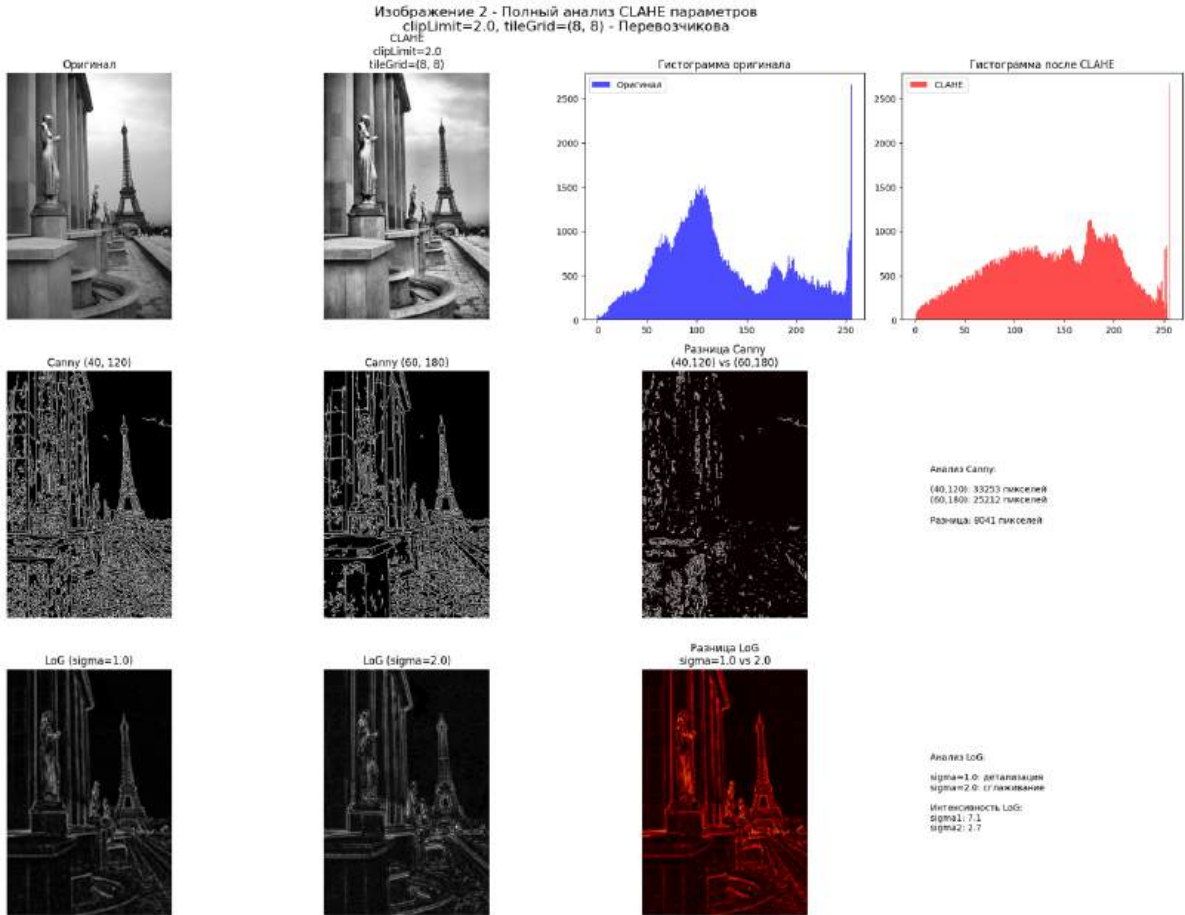 Изображение 2 - Полный анализ CLAHE параметров
clipLimit=2.0, tileGrid=(8, 8) - Перевозчикова
Оригинал
CLAHE
clipLimit=2.0
tileGrid=(8, 8)
Гистограмма оригинала
Гистограмма после CLAHE
Оригинал
2500
2000
1500
1000
500
0
0
50
100
150
200
250
CLAHE
2500
2000
1500
1000
500
0
0
50
100
150
200
250
Canny (40, 120)
Canny (60, 180)
Разница Canny
(40,120) vs (60,180)
Анализ Canny:
(40,120): 33253 пикселей
(60,180): 25212 пикселей
Разница: 8041 пикселей
LoG (sigma=1.0)
LoG (sigma=2.0)
Разница LoG
sigma=1.0 vs 2.0
Анализ LoG:
sigma=1.0: детализация
sigma=2.0: сглаживание
Интенсивность LoG:
sigma1: 7.1
sigma2: 2.7